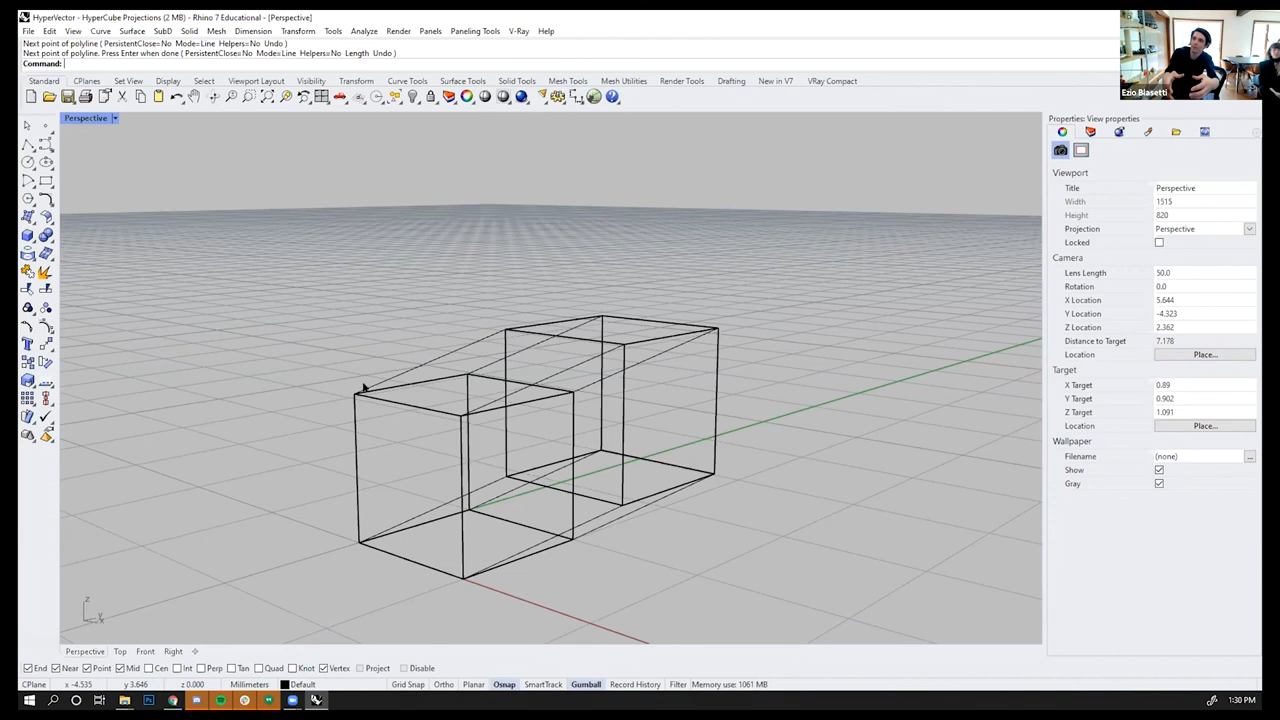 HyperVector - HyperCube Projections (2 MB) - Rhino 7 Educational - [Perspective]
File Edit View Curve Surface SubD Solid Mesh Dimension Transform Tools Analyze Render Panels Paneling Tools V-Ray Help
Next point of polyline ( PersistentClose=No Mode=Line Helpers=No Undo )
Next point of polyline. Press Enter when done ( PersistentClose=No Mode=Line Helpers=No Length Undo )
Command:
Ezio Blasetti
Standard CPlanes Set View Display Select Viewport Layout Visibility Transform Curve Tools Surface Tools Solid Tools Mesh Tools Mesh Utilities Render Tools Drafting New in V7 VRay Compact
Perspective
Properties: View properties
Viewport
Title Perspective
Width 1515
Height 820
Projection Perspective
Locked
Camera
Lens Length 50.0
Rotation 0.0
X Location 5.644
Y Location -4.323
Z Location 2.362
Distance to Target 7.178
Location Place...
Target
X Target 0.89
Y Target 0.902
Z Target 1.091
Location Place...
Wallpaper
Filename (none) ...
Show
Gray
z
y
x
Perspective Top Front Right
End Near Point Mid Cen Int Perp Tan Quad Knot Vertex Project Disable
CPlane x -4.535 y 3.646 z 0.000 Millimeters Default Grid Snap Ortho Planar Osnap SmartTrack Gumball Record History Filter Memory use: 1061 MB
1:30 PM